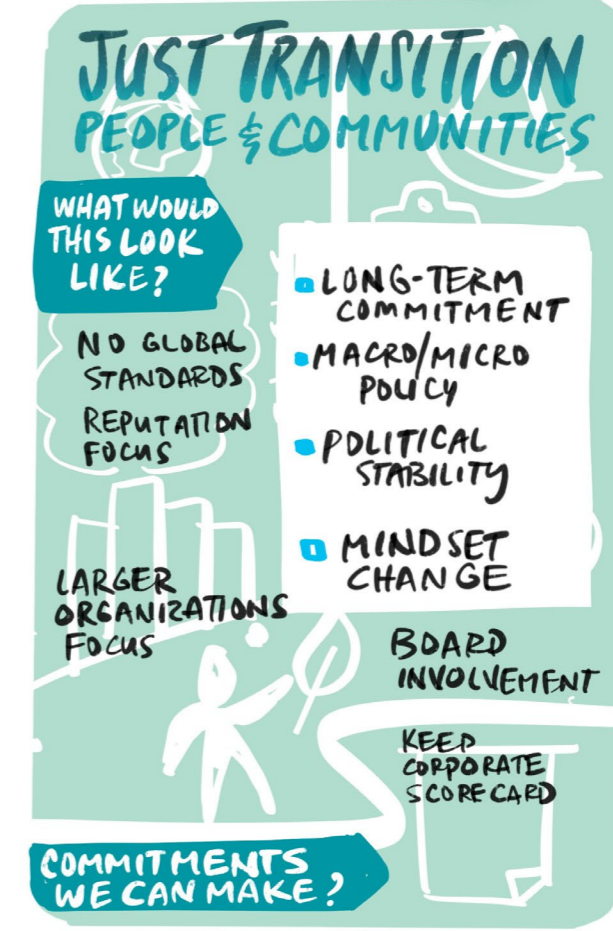 JUST TRANSITION
PEOPLE & COMMUNITIES
WHAT WOULD
THIS LOOK
LIKE?
NO GLOBAL
STANDARDS
REPUTATION
FOCUS
LARGER
ORGANIZATIONS
FOCUS
LONG-TERM
COMMITMENT
MACRO/MICRO
POLICY
POLITICAL
STABILITY
MINDSET
CHANGE
BOARD
INVOLVEMENT
KEEP
CORPORATE
SCORECARD
COMMITMENTS
WE CAN MAKE?